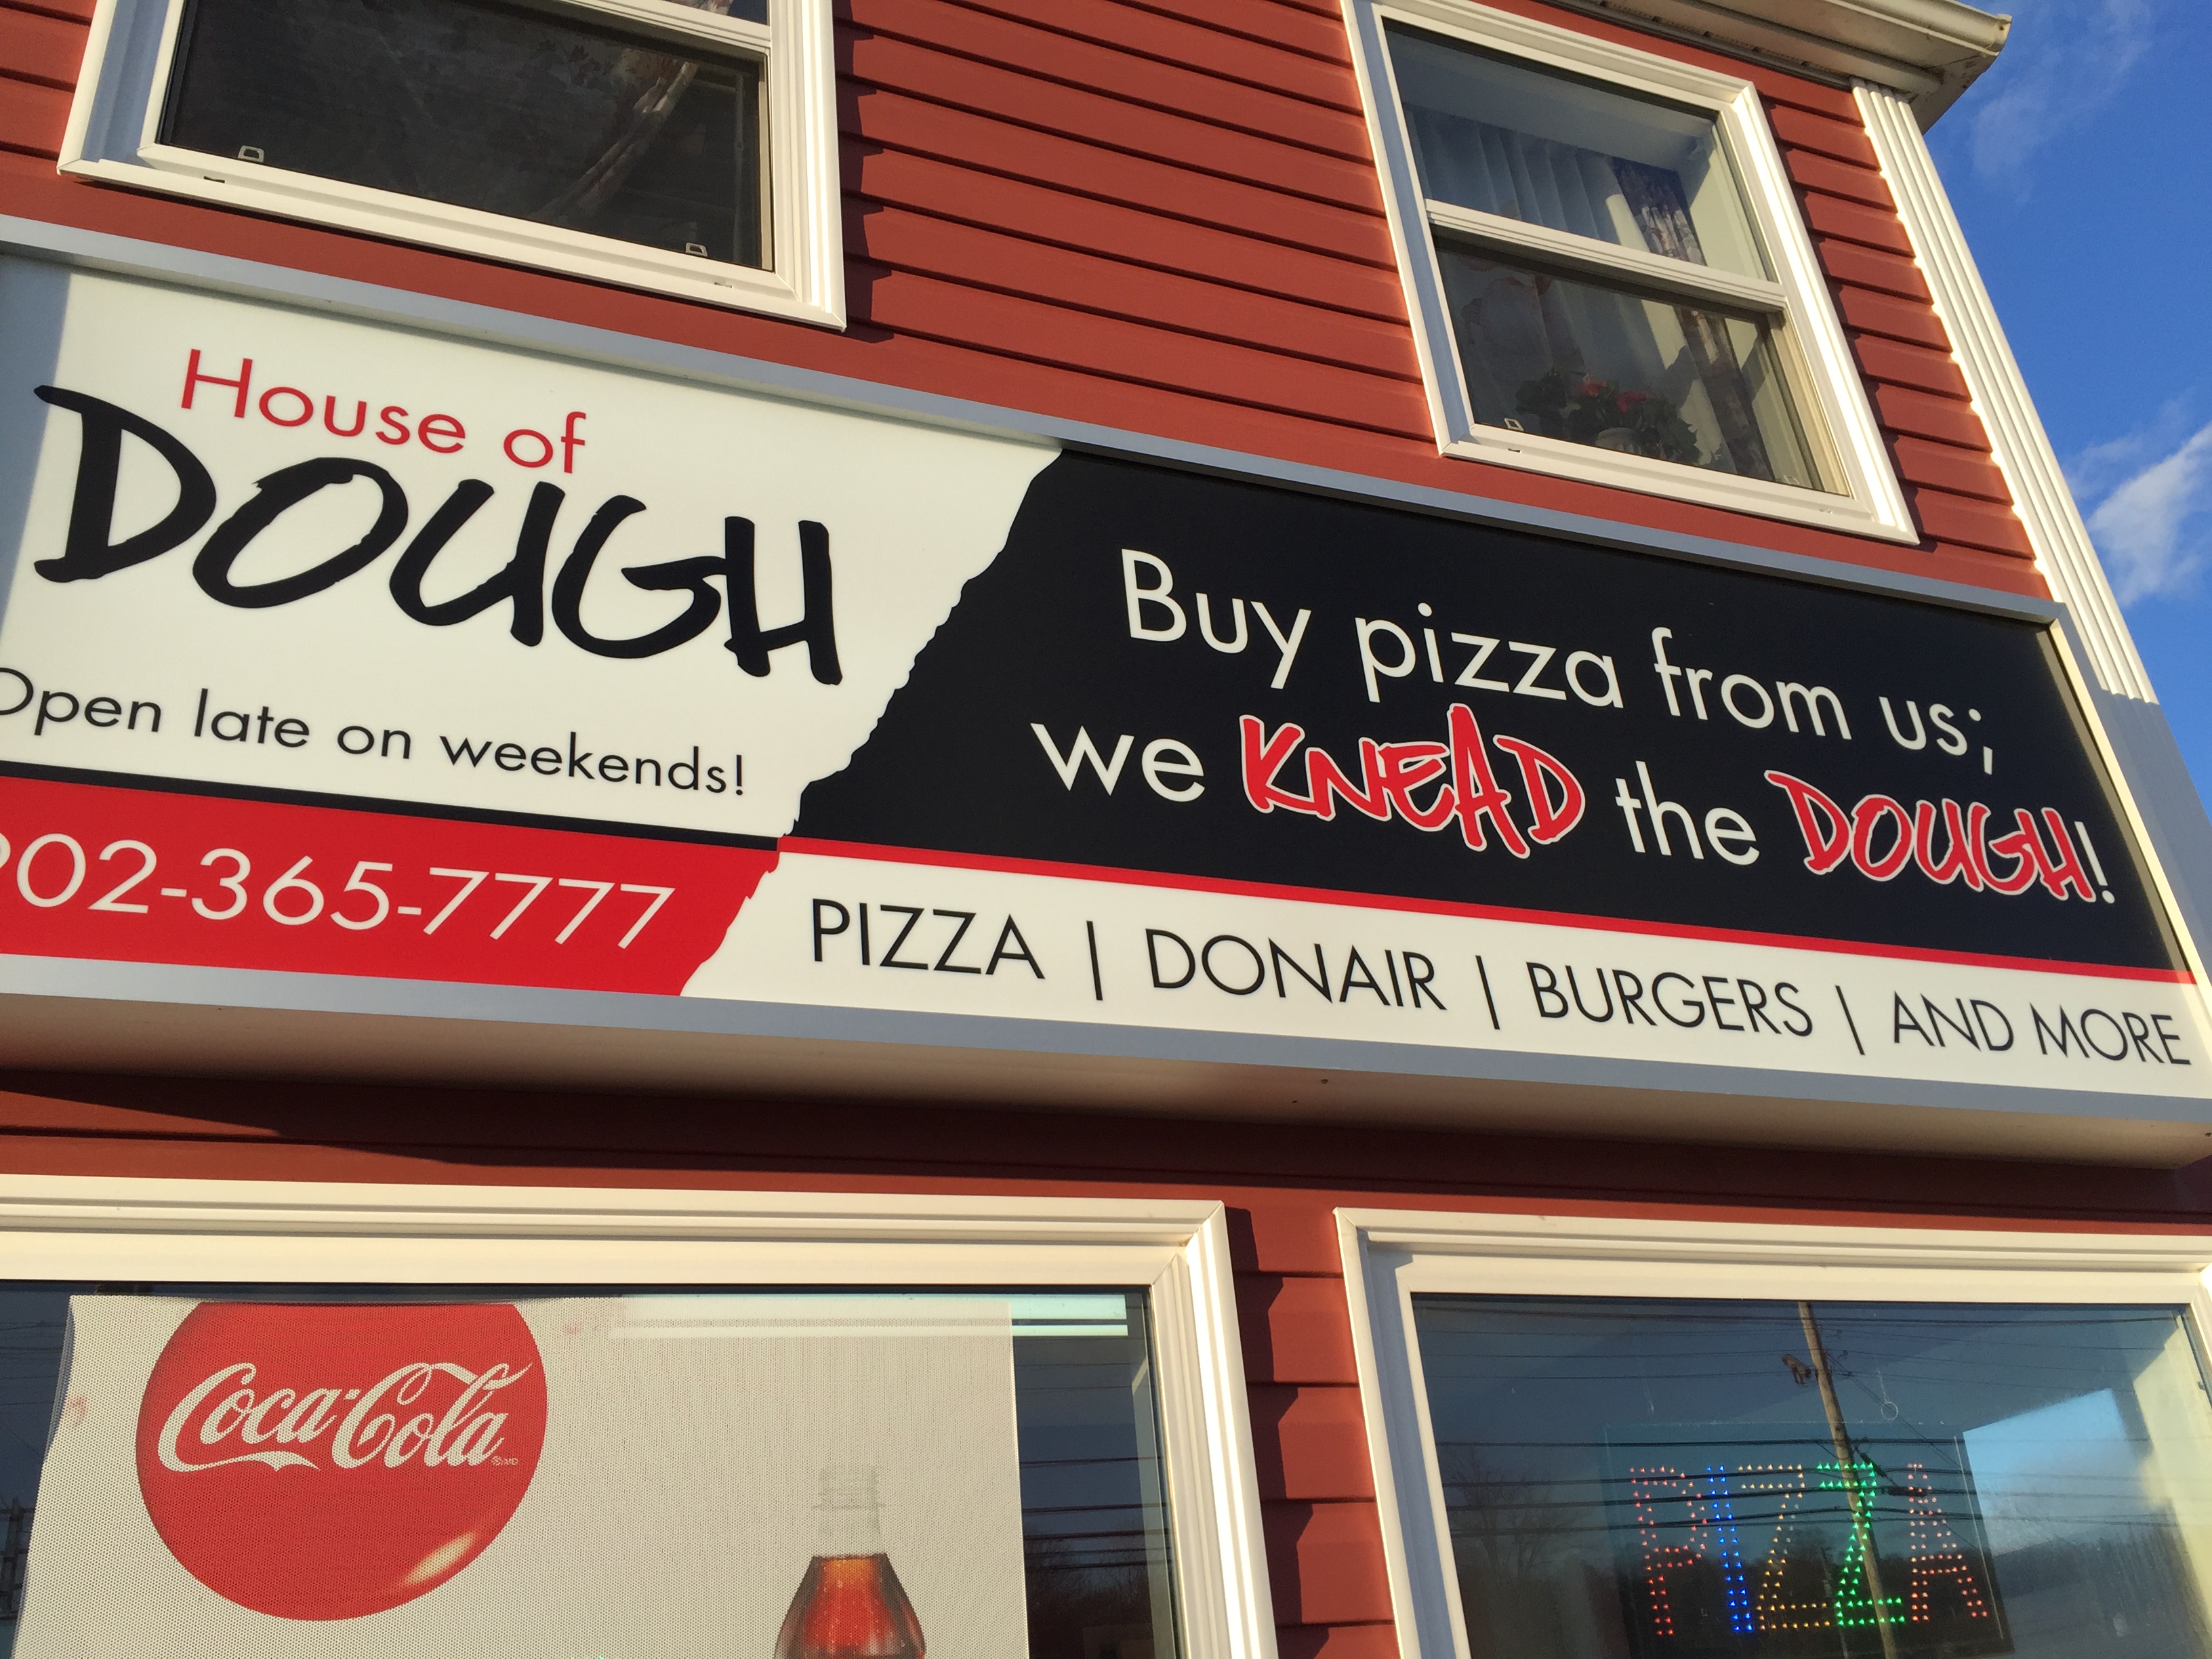 House of
DOUGH
Open late on weekends!
902-365-7777
Buy pizza from us;
we KNEAD the DOUGH!
PIZZA | DONAIR | BURGERS | AND MORE
Coca-Cola
PIZZA